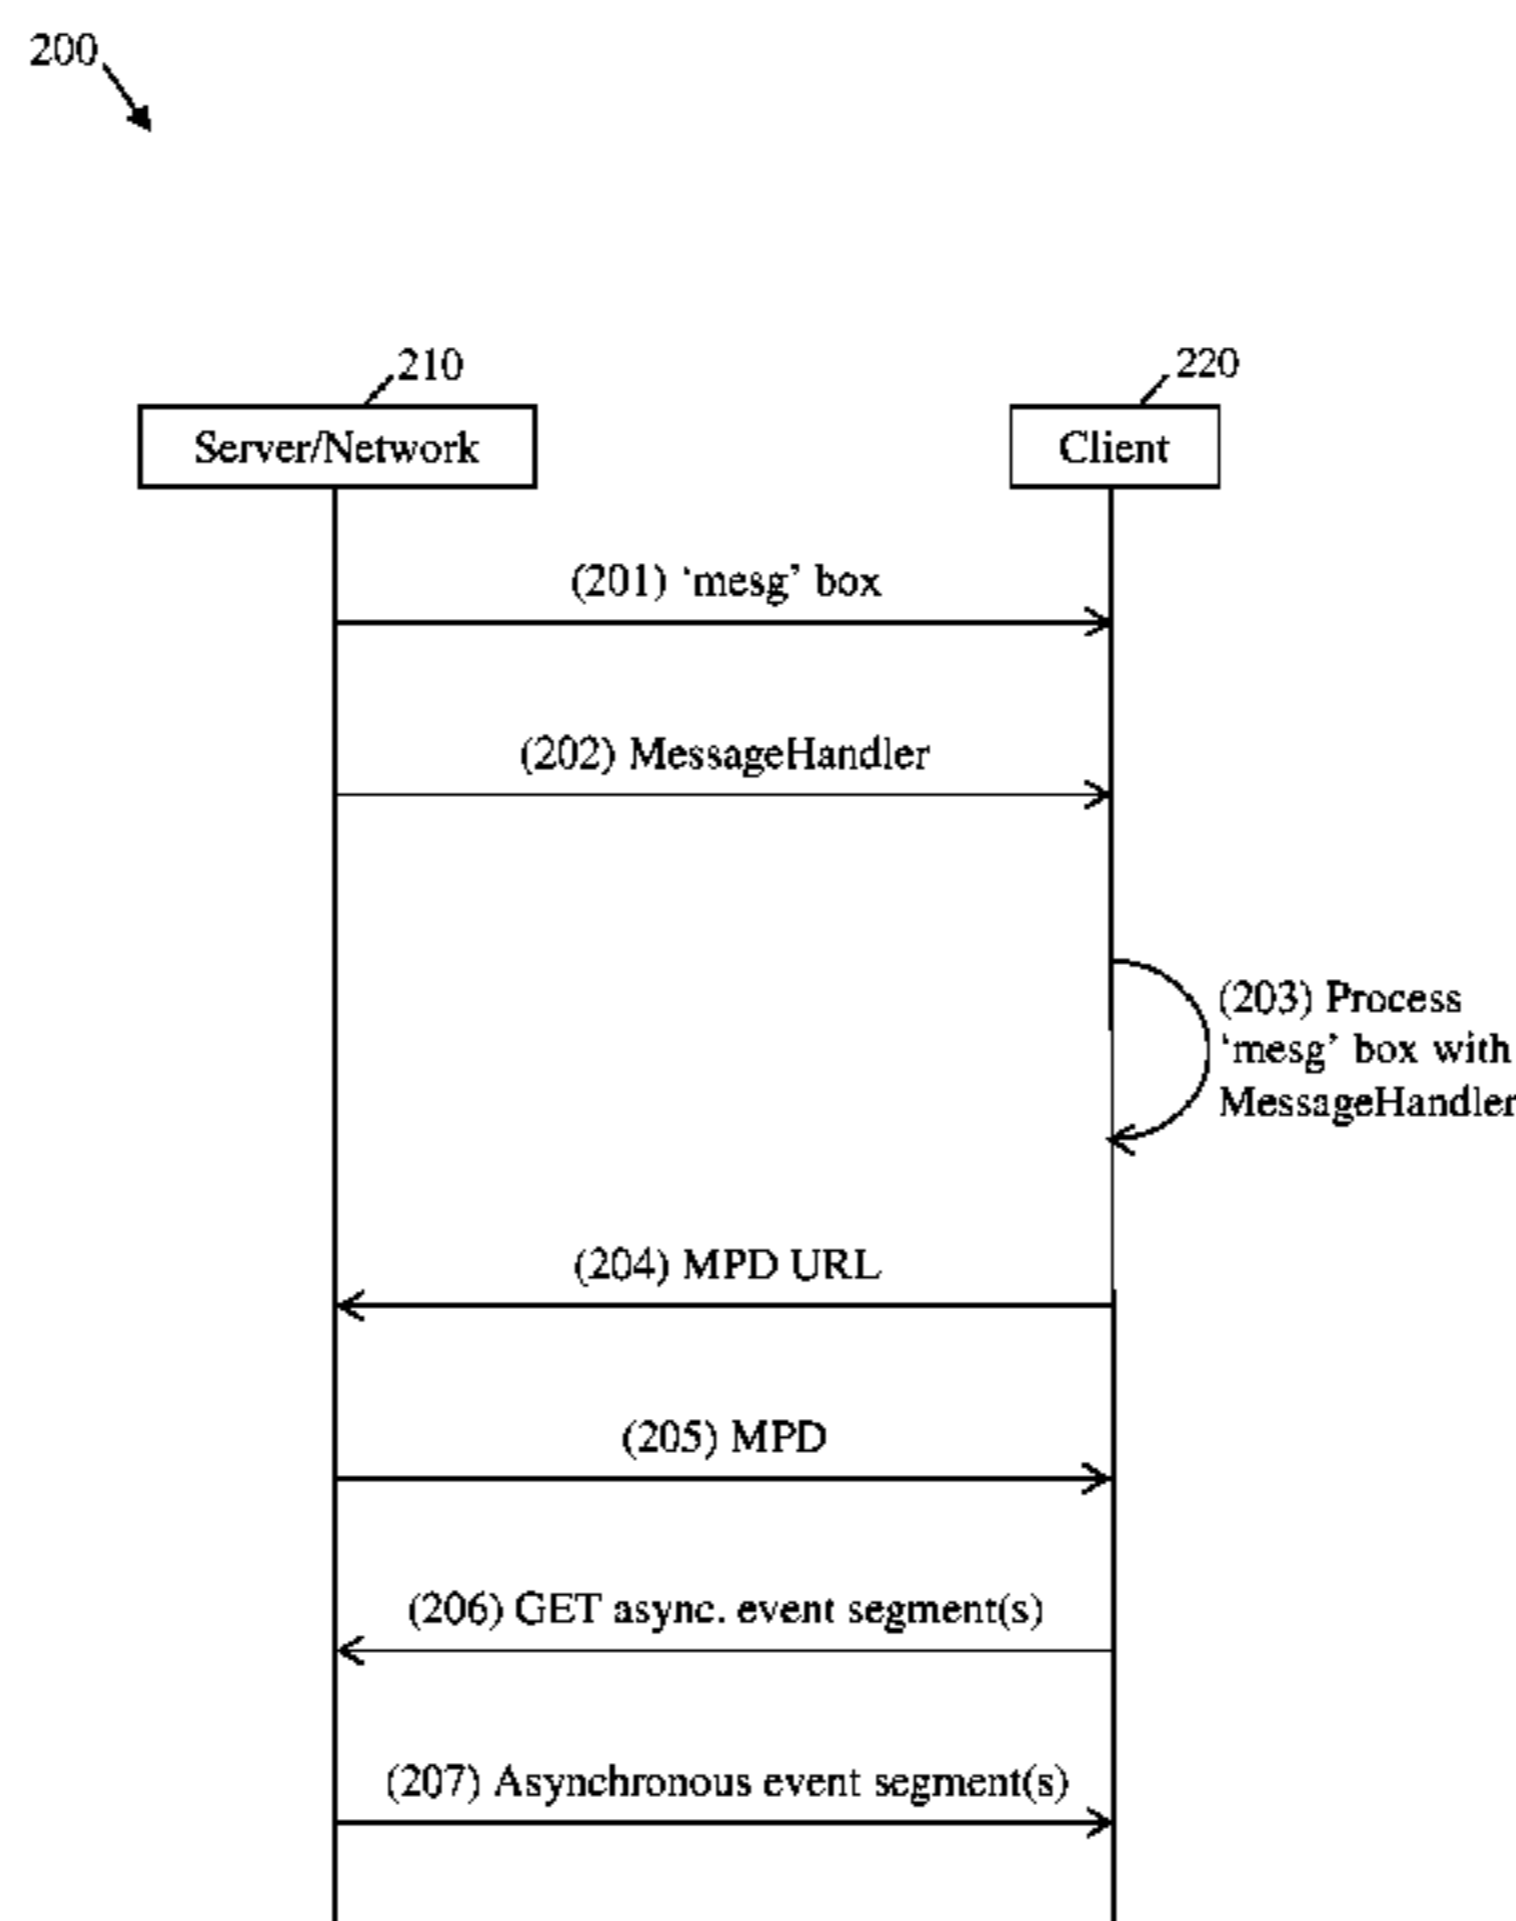 200
210
220
Server/Network
Client
(201) ‘mesg’ box
(202) MessageHandler
(203) Process
‘mesg’ box with
MessageHandler
(204) MPD URL
(205) MPD
(206) GET async. event segment(s)
(207) Asynchronous event segment(s)